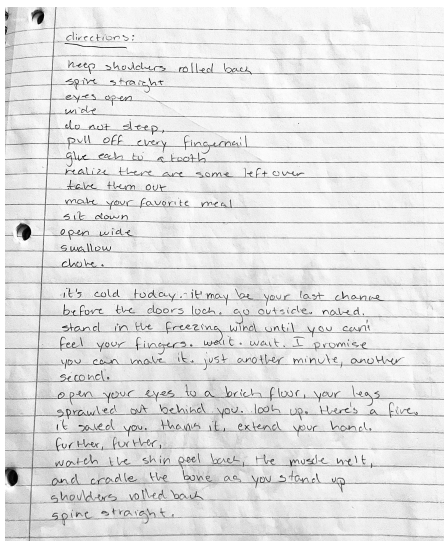 directions:
keep shoulders rolled back
spine straight
eyes open
wide
do not sleep,
pull off every fingernail
glue each to a tooth
realize there are some left over
take them out
make your favorite meal
sit down
open wide
swallow
choke.
it's cold today. it may be your last chance
before the doors lock. go outside. naked.
stand in the freezing wind until you can't
feel your fingers. wait. wait. I promise
you can make it. just another minute, another
second.
open your eyes to a brick floor, your legs
sprawled out behind you. look up. there's a fire.
it saved you. thank it, extend your hand.
further, further,
watch the skin peel back, the muscle melt,
and cradle the bone as you stand up
shoulders rolled back
spine straight.